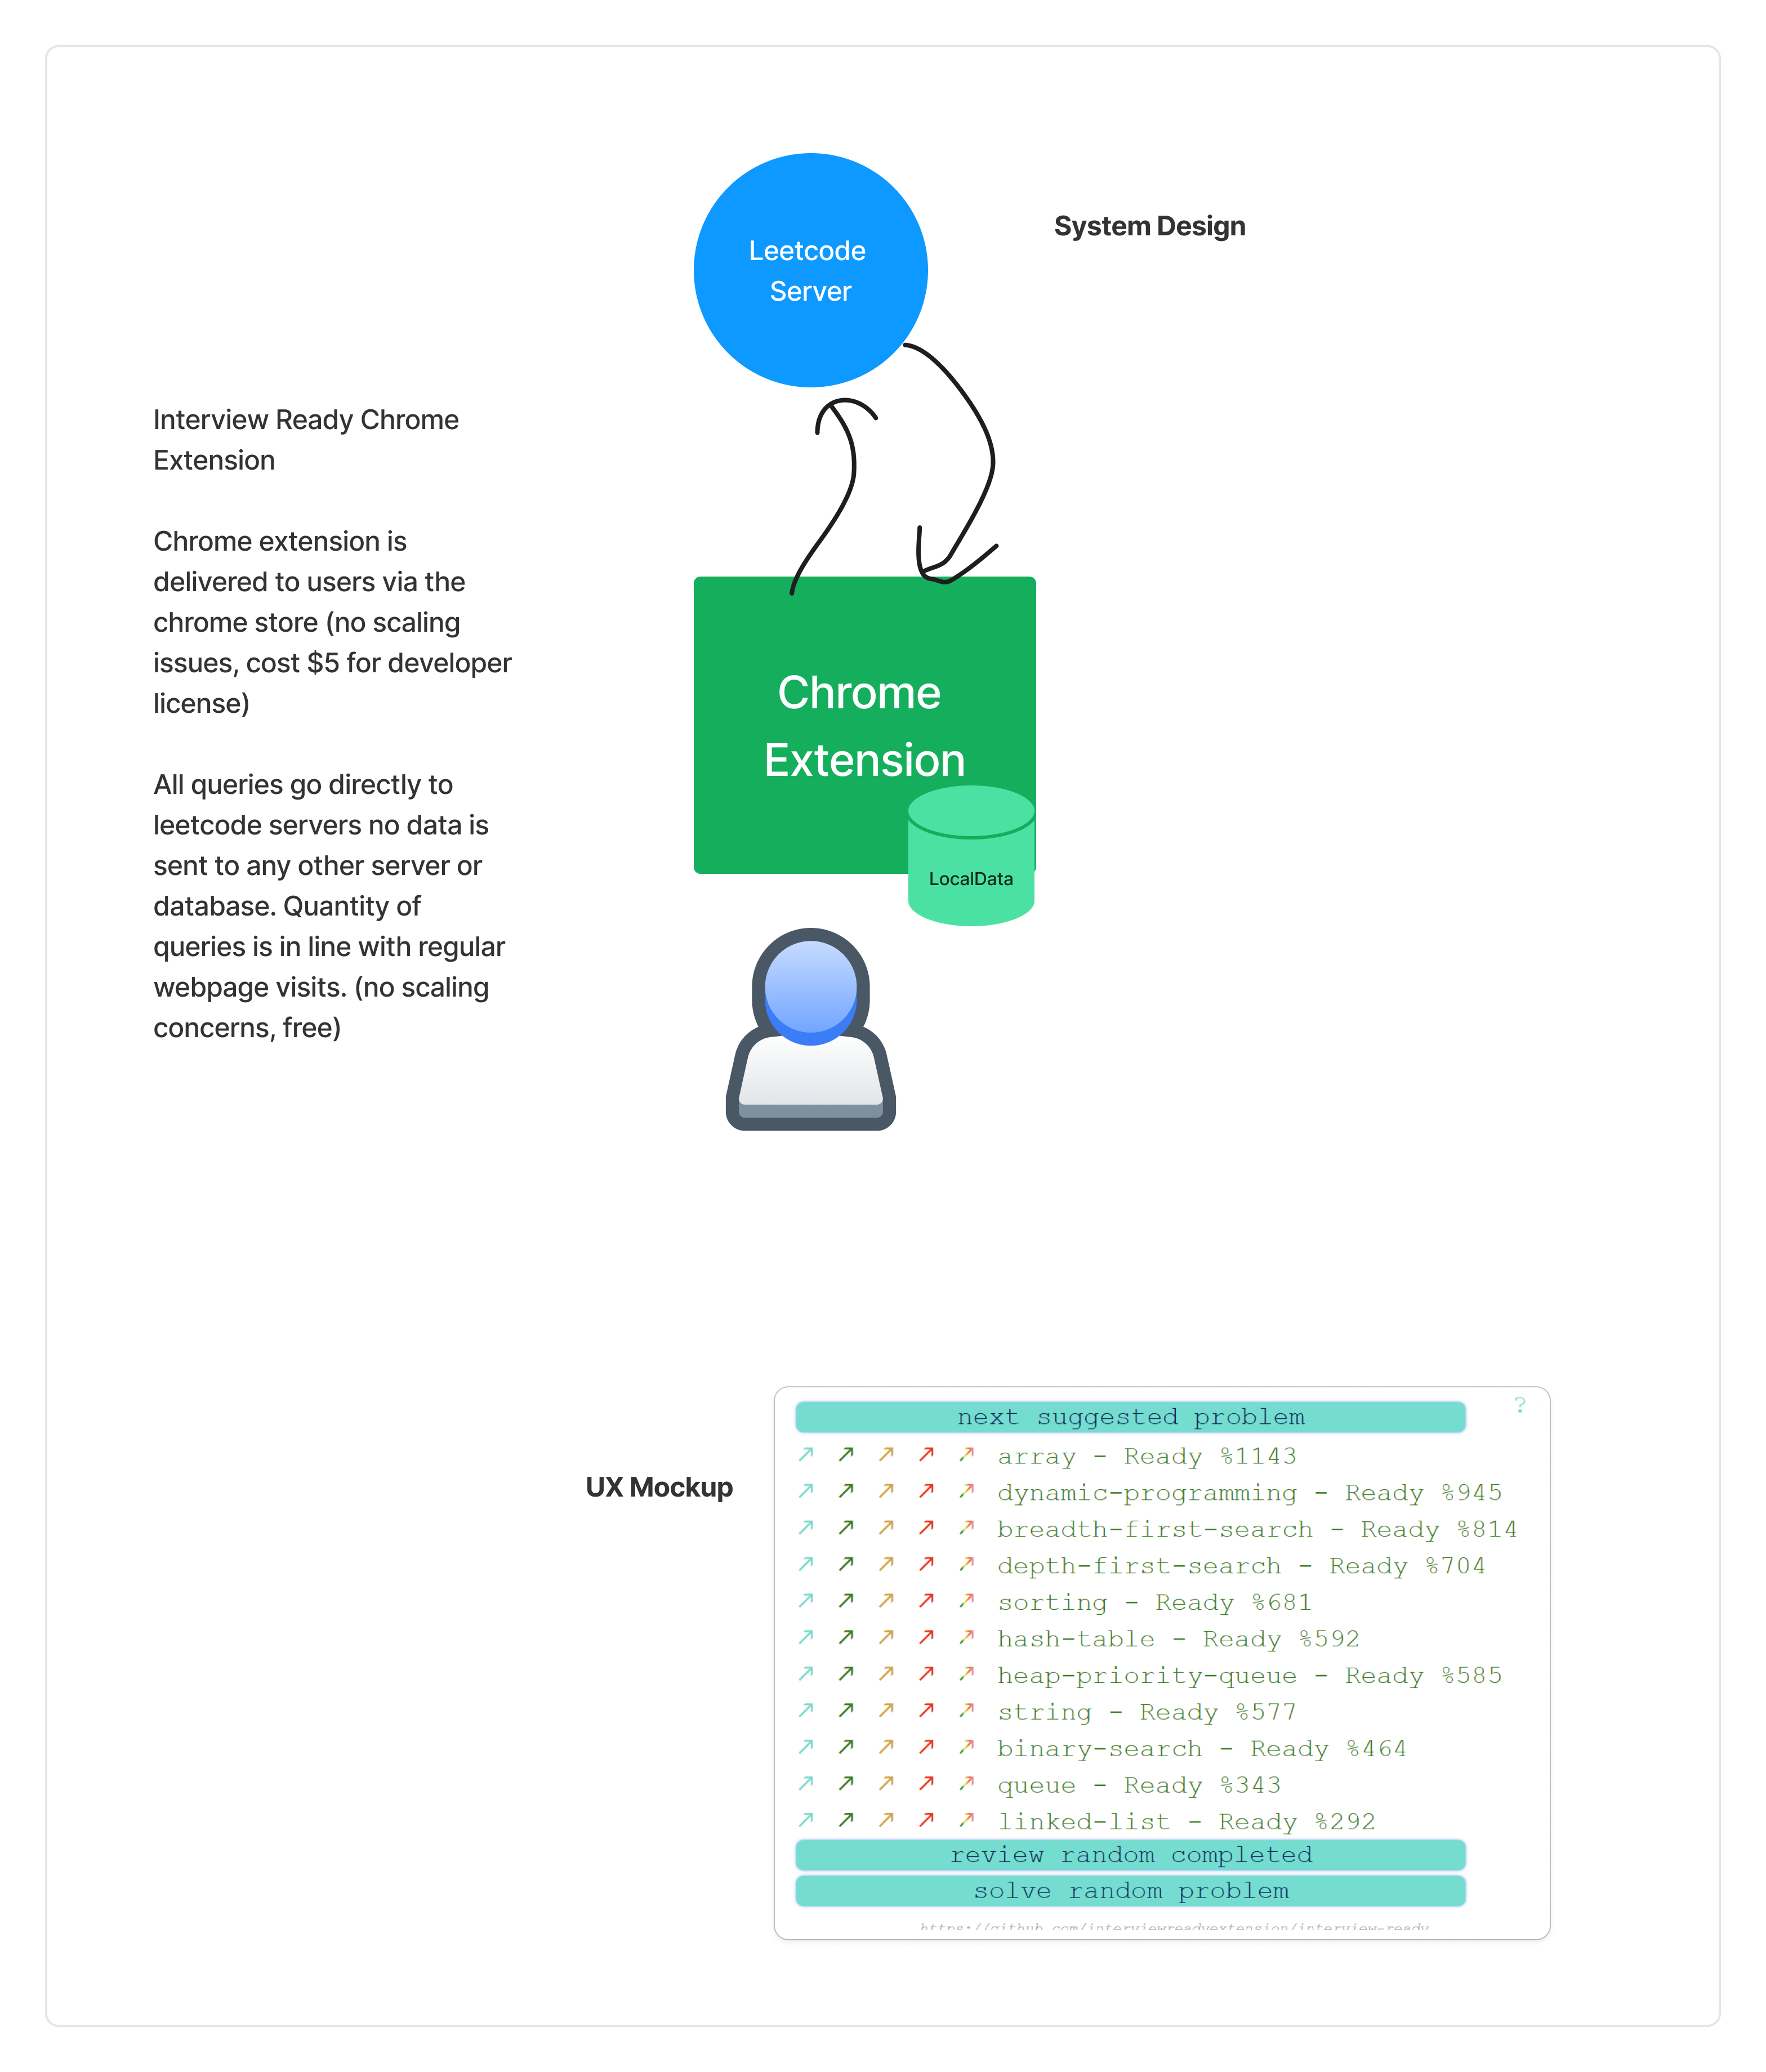 System Design
Leetcode
Server
Interview Ready Chrome
Extension
Chrome extension is
delivered to users via the
chrome store (no scaling
issues, cost $5 for developer
license)
All queries go directly to
leetcode servers no data is
sent to any other server or
database. Quantity of
queries is in line with regular
webpage visits. (no scaling
concerns, free)
Chrome
Extension
LocalData
UX Mockup
next suggested problem
?
array - Ready %1143
dynamic-programming - Ready %945
breadth-first-search - Ready %814
depth-first-search - Ready %704
sorting - Ready %681
hash-table - Ready %592
heap-priority-queue - Ready %585
string - Ready %577
binary-search - Ready %464
queue - Ready %343
linked-list - Ready %292
review random completed
solve random problem
https://github.com/interviewreadyextension/interview-ready